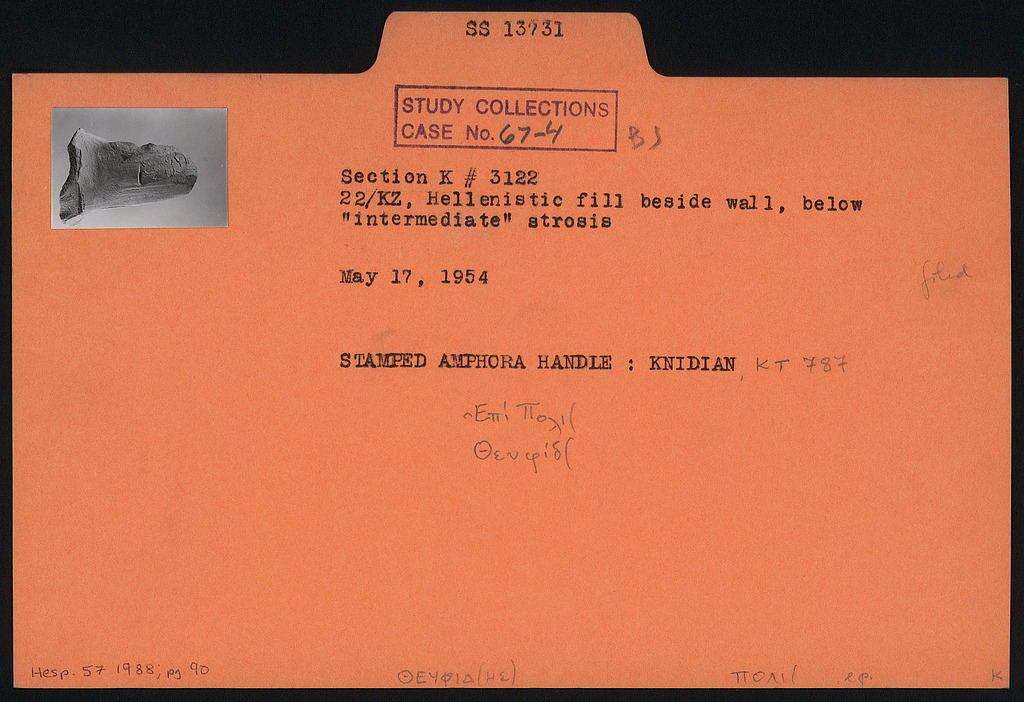 SS 13731
STUDY COLLECTIONS
CASE No. 67-4
BS
Section K # 3122
22/KZ, Hellenistic fill beside wall, below
"intermediate" strosis
May 17, 1954
filed
STAMPED AMPHORA HANDLE : KNIDIAN, KT 787
Ἐπὶ Πολι(
Θευφίδ(
Hesp. 57 1988; pg 90
ΘΕΥΦΙΔ(ΗΣ)
ΠΟΛΙ( ep.
K